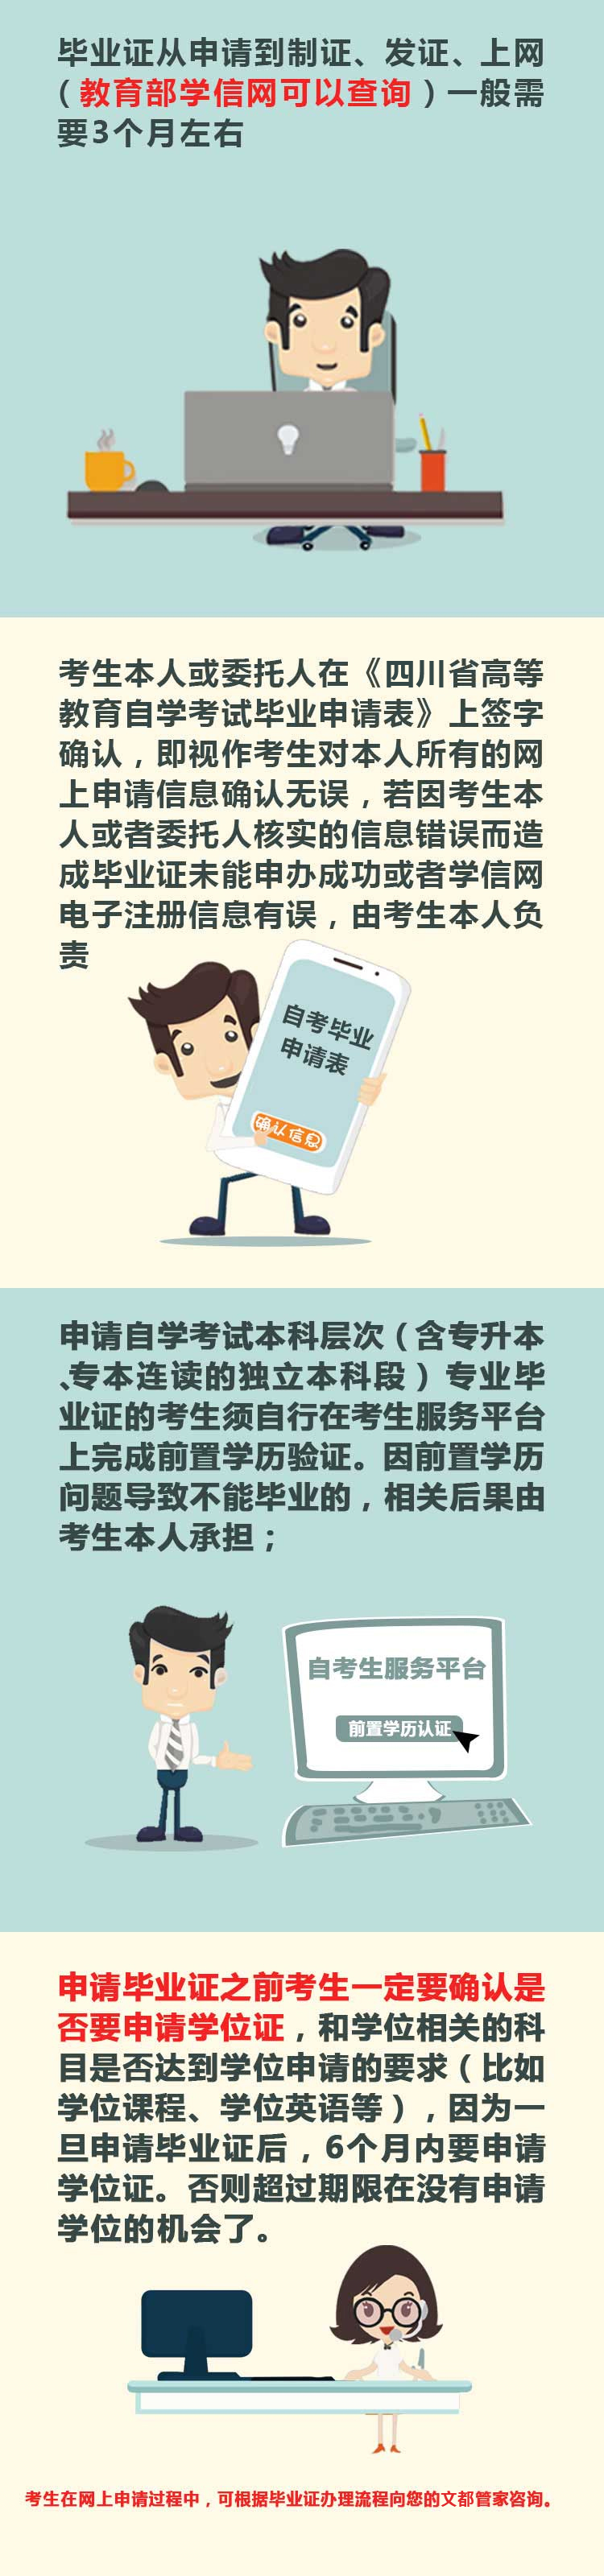 毕业证从申请到制证、发证、上网
（教育部学信网可以查询）一般需
要3个月左右
考生本人或委托人在《四川省高等
教育自学考试毕业申请表》上签字
确认，即视作考生对本人所有的网
上申请信息确认无误，若因考生本
人或者委托人核实的信息错误而造
成毕业证未能申办成功或者学信网
电子注册信息有误，由考生本人负
责
自考毕业
申请表
确认信息
申请自学考试本科层次（含专升本
、专本连读的独立本科段）专业毕
业证的考生须自行在考生服务平台
上完成前置学历验证。因前置学历
问题导致不能毕业的，相关后果由
考生本人承担；
自考生服务平台
前置学历认证
申请毕业证之前考生一定要确认是
否要申请学位证，和学位相关的科
目是否达到学位申请的要求（比如
学位课程、学位英语等），因为一
旦申请毕业证后，6个月内要申请
学位证。否则超过期限在没有申请
学位的机会了。
考生在网上申请过程中，可根据毕业证办理流程向您的文都管家咨询。